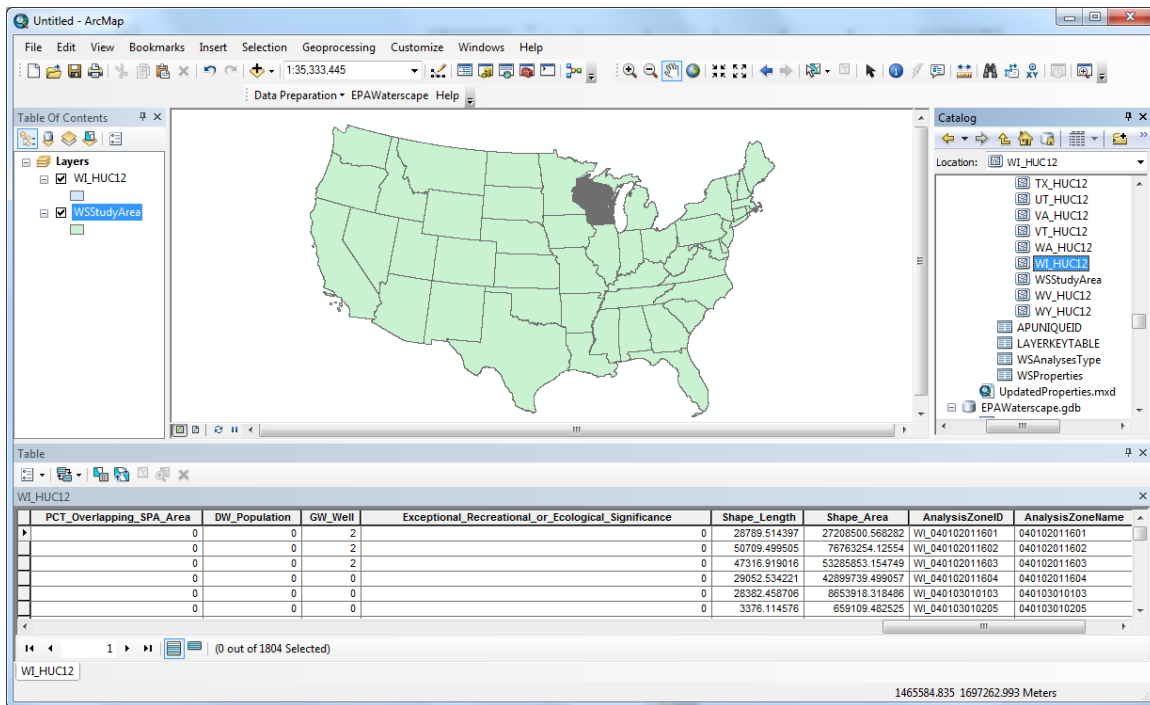 Untitled - ArcMap
File Edit View Bookmarks Insert Selection Geoprocessing Customize Windows Help
1:35,333,445
Data Preparation EPAWaterscape Help
Table Of Contents
Layers
WI_HUC12
WSStudyArea
Catalog
Location: WI_HUC12
TX_HUC12
UT_HUC12
VA_HUC12
VT_HUC12
WA_HUC12
WI_HUC12
WSStudyArea
WV_HUC12
WY_HUC12
APUNIQUEID
LAYERKEYTABLE
WSAnalysesType
WSProperties
UpdatedProperties.mxd
EPAWaterscape.gdb
Table
WI_HUC12
PCT_Overlapping_SPA_Area DW_Population GW_Well Exceptional_Recreational_or_Ecological_Significance Shape_Length Shape_Area AnalysisZoneID AnalysisZoneName
0 0 2 0 28789.514397 27208500.568282 WI_040102011601 040102011601
0 0 2 0 50709.499505 76763254.12554 WI_040102011602 040102011602
0 0 2 0 47316.919016 53285853.154749 WI_040102011603 040102011603
0 0 0 0 29052.534221 42899739.499057 WI_040102011604 040102011604
0 0 0 0 28382.458706 8653918.318486 WI_040103010103 040103010103
0 0 0 0 3376.114576 659109.482525 WI_040103010205 040103010205
1 (0 out of 1804 Selected)
WI_HUC12
1465584.835 1697262.993 Meters